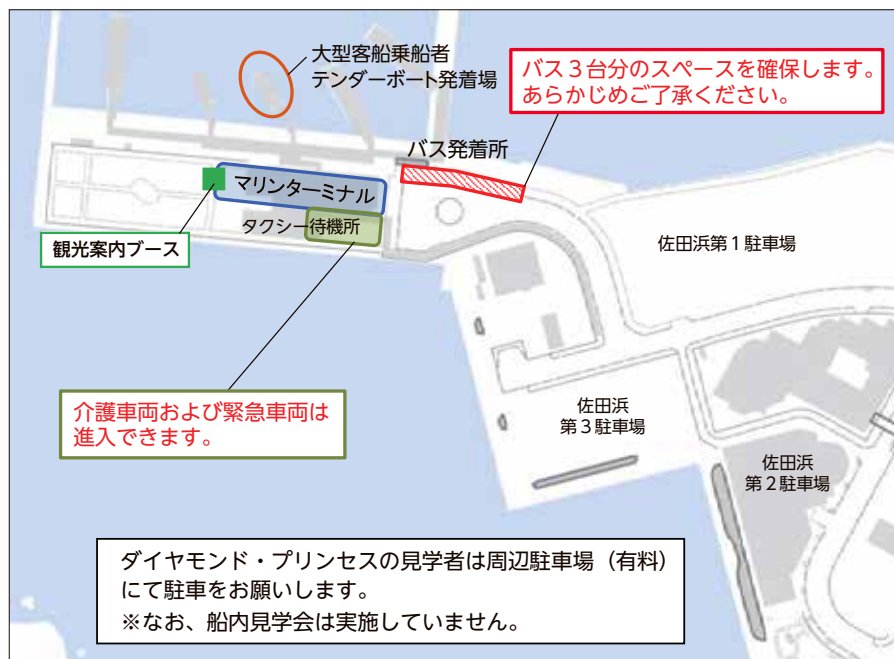 大型客船乗船者
テンダーボート発着場
バス３台分のスペースを確保します。
あらかじめご了承ください。
バス発着所
マリンターミナル
タクシー待機所
観光案内ブース
佐田浜第１駐車場
介護車両および緊急車両は
進入できます。
佐田浜
第３駐車場
佐田浜
第２駐車場
ダイヤモンド・プリンセスの見学者は周辺駐車場（有料）
にて駐車をお願いします。
※なお、船内見学会は実施していません。